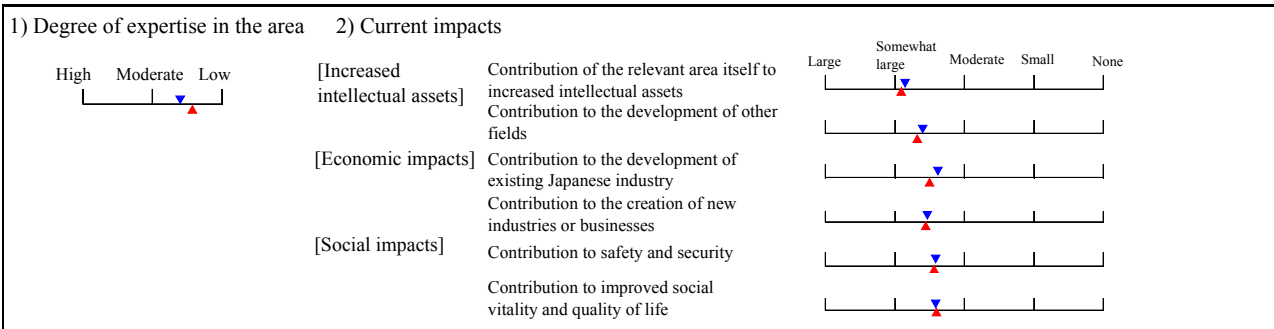 1) Degree of expertise in the area 2) Current impacts
High Moderate Low
[Increased
intellectual assets]
Contribution of the relevant area itself to
increased intellectual assets
Large
Somewhat
large
Moderate
Small
None
Contribution to the development of other
fields
[Economic impacts]
Contribution to the development of
existing Japanese industry
Contribution to the creation of new
industries or businesses
[Social impacts]
Contribution to safety and security
Contribution to improved social
vitality and quality of life